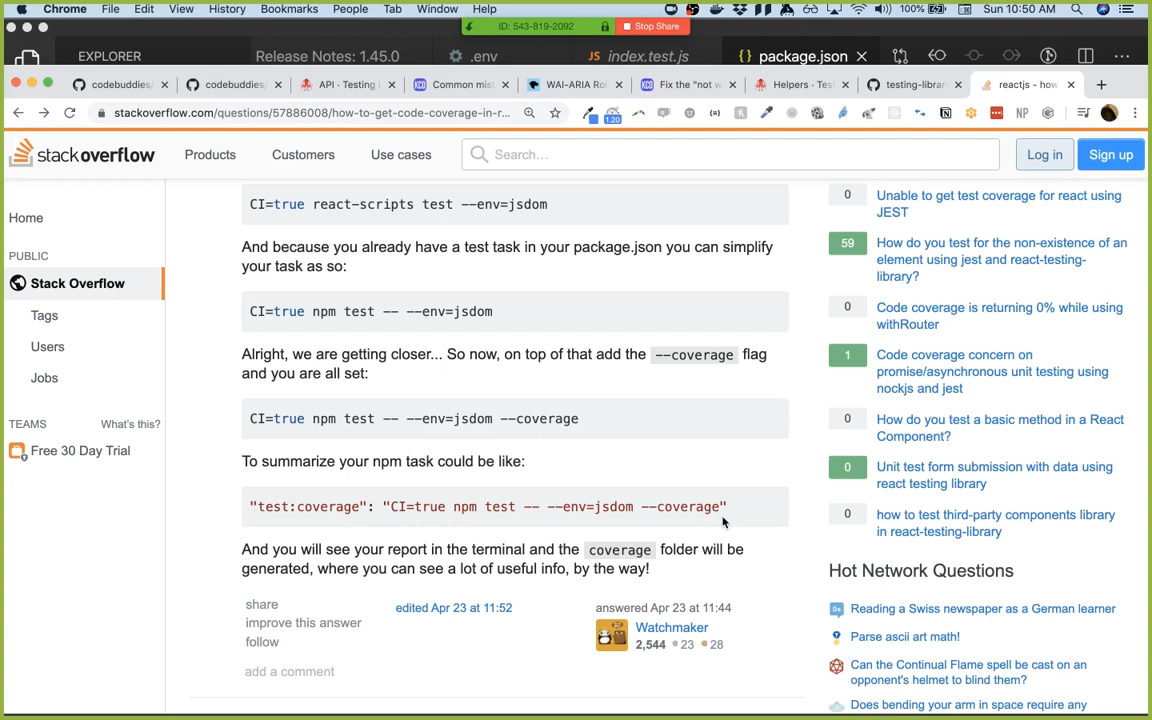 Chrome File Edit View History Bookmarks People Tab Window Help 100% Sun 10:50 AM
ID: 543-819-2092 Stop Share
EXPLORER Release Notes: 1.45.0 .env JS index.test.js {} package.json
codebuddies/ codebuddies/ API · Testing Common mis WAI-ARIA Ro Fix the "not w Helpers · Tes testing-librar reactjs - how
stackoverflow.com/questions/57886008/how-to-get-code-coverage-in-r... 1.20 NP
stackoverflow Products Customers Use cases Search... Log in Sign up
Home
PUBLIC
Stack Overflow
Tags
Users
Jobs
TEAMS What's this?
Free 30 Day Trial
CI=true react-scripts test --env=jsdom
And because you already have a test task in your package.json you can simplify
your task as so:
CI=true npm test -- --env=jsdom
Alright, we are getting closer... So now, on top of that add the --coverage flag
and you are all set:
CI=true npm test -- --env=jsdom --coverage
To summarize your npm task could be like:
"test:coverage": "CI=true npm test -- --env=jsdom --coverage"
And you will see your report in the terminal and the coverage folder will be
generated, where you can see a lot of useful info, by the way!
share
improve this answer
follow
edited Apr 23 at 11:52
answered Apr 23 at 11:44
Watchmaker
2,544 23 28
add a comment
0 Unable to get test coverage for react using
JEST
59 How do you test for the non-existence of an
element using jest and react-testing-
library?
0 Code coverage is returning 0% while using
withRouter
1 Code coverage concern on
promise/asynchronous unit testing using
nockjs and jest
0 How do you test a basic method in a React
Component?
0 Unit test form submission with data using
react testing library
0 how to test third-party components library
in react-testing-library
Hot Network Questions
Reading a Swiss newspaper as a German learner
Parse ascii art math!
Can the Continual Flame spell be cast on an
opponent's helmet to blind them?
Does bending your arm in space require any